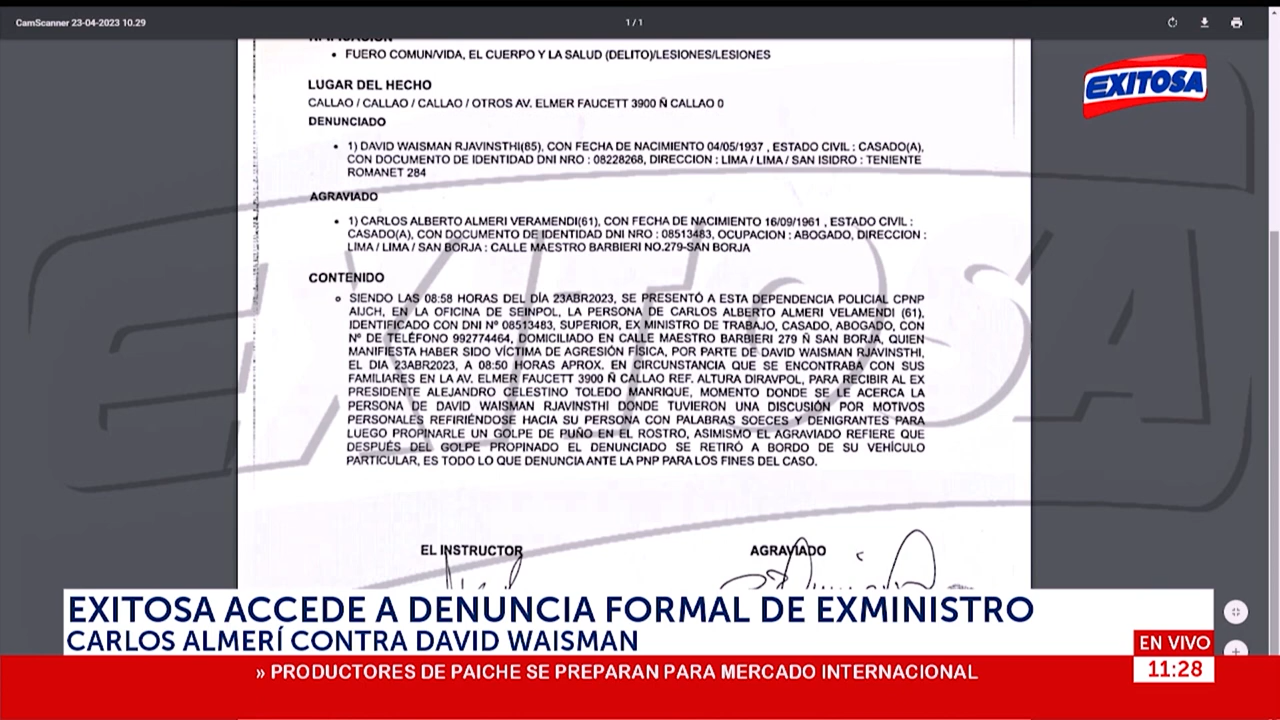 CamScanner 23-04-2023 10.29
1 / 1
• FUERO COMUN/VIDA, EL CUERPO Y LA SALUD (DELITO)/LESIONES/LESIONES
LUGAR DEL HECHO
CALLAO / CALLAO / CALLAO / OTROS AV. ELMER FAUCETT 3900 Ñ CALLAO 0
DENUNCIADO
• 1) DAVID WAISMAN RJAVINSTHI(85), CON FECHA DE NACIMIENTO 04/05/1937 , ESTADO CIVIL : CASADO(A),
CON DOCUMENTO DE IDENTIDAD DNI NRO : 08228268, DIRECCION : LIMA / LIMA / SAN ISIDRO : TENIENTE
ROMANET 284
AGRAVIADO
• 1) CARLOS ALBERTO ALMERI VERAMENDI(61), CON FECHA DE NACIMIENTO 16/09/1961 , ESTADO CIVIL :
CASADO(A), CON DOCUMENTO DE IDENTIDAD DNI NRO : 08513483, OCUPACION : ABOGADO, DIRECCION :
LIMA / LIMA / SAN BORJA : CALLE MAESTRO BARBIERI NO.279-SAN BORJA
CONTENIDO
SIENDO LAS 08:58 HORAS DEL DÍA 23ABR2023, SE PRESENTÓ A ESTA DEPENDENCIA POLICIAL CPNP
AIJCH, EN LA OFICINA DE SEINPOL, LA PERSONA DE CARLOS ALBERTO ALMERI VELAMENDI (61).
IDENTIFICADO CON DNI Nº 08513483, SUPERIOR, EX MINISTRO DE TRABAJO, CASADO, ABOGADO, CON
Nº DE TELÉFONO 992774464, DOMICILIADO EN CALLE MAESTRO BARBIERI 279 Ñ SAN BORJA, QUIEN
MANIFIESTA HABER SIDO VÍCTIMA DE AGRESIÓN FÍSICA, POR PARTE DE DAVID WAISMAN RJAVINSTHI,
EL DIA 23ABR2023, A 08:50 HORAS APROX. EN CIRCUNSTANCIA QUE SE ENCONTRABA CON SUS
FAMILIARES EN LA AV. ELMER FAUCETT 3900 Ñ CALLAO REF. ALTURA DIRAVPOL, PARA RECIBIR AL EX
PRESIDENTE ALEJANDRO CELESTINO TOLEDO MANRIQUE, MOMENTO DONDE SE LE ACERCA LA
PERSONA DE DAVID WAISMAN RJAVINSTHI DONDE TUVIERON UNA DISCUSIÓN POR MOTIVOS
PERSONALES REFIRIÉNDOSE HACIA SU PERSONA CON PALABRAS SOECES Y DENIGRANTES PARA
LUEGO PROPINARLE UN GOLPE DE PUÑO EN EL ROSTRO, ASIMISMO EL AGRAVIADO REFIERE QUE
DESPUÉS DEL GOLPE PROPINADO EL DENUNCIADO SE RETIRÓ A BORDO DE SU VEHÍCULO
PARTICULAR, ES TODO LO QUE DENUNCIA ANTE LA PNP PARA LOS FINES DEL CASO.
EL INSTRUCTOR
AGRAVIADO
EXITOSA
EXITOSA
EXITOSA ACCEDE A DENUNCIA FORMAL DE EXMINISTRO
CARLOS ALMERÍ CONTRA DAVID WAISMAN
EN VIVO
11:28
» PRODUCTORES DE PAICHE SE PREPARAN PARA MERCADO INTERNACIONAL